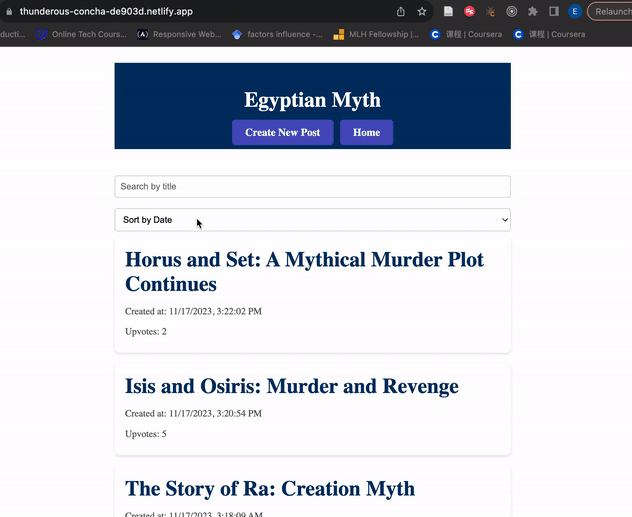 thunderous-concha-de903d.netlify.app
E
Relaunch
ducti...
Online Tech Cours...
Responsive Web...
factors influence -...
MLH Fellowship |...
课程 | Coursera
课程 | Coursera
Egyptian Myth
Create New Post
Home
Search by title
Sort by Date
Horus and Set: A Mythical Murder Plot
Continues
Created at: 11/17/2023, 3:22:02 PM
Upvotes: 2
Isis and Osiris: Murder and Revenge
Created at: 11/17/2023, 3:20:54 PM
Upvotes: 5
The Story of Ra: Creation Myth
Created at: 11/17/2023, 3:18:09 AM